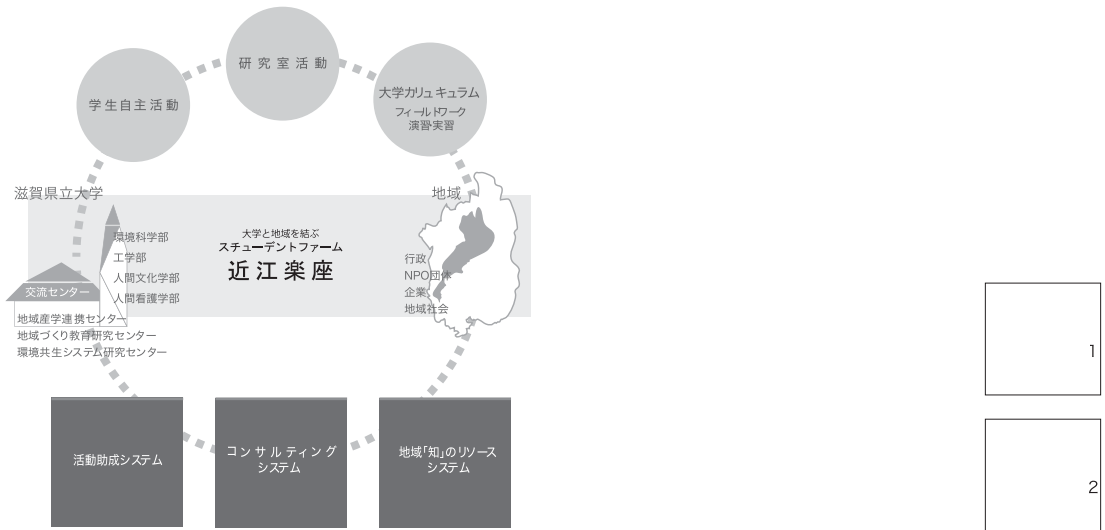 研究室活動
学生自主活動
大学カリュキュラム
フィールドワーク
演習・実習
滋賀県立大学
地域
大学と地域を結ぶ
スチューデントファーム
近江楽座
環境科学部
工学部
人間文化学部
人間看護学部
交流センター
地域産学連携センター
地域づくり教育研究センター
環境共生システム研究センター
行政
NPO団体
企業
地域社会
活動助成システム
コンサルティング
システム
地域「知」のリソース
システム
1
2